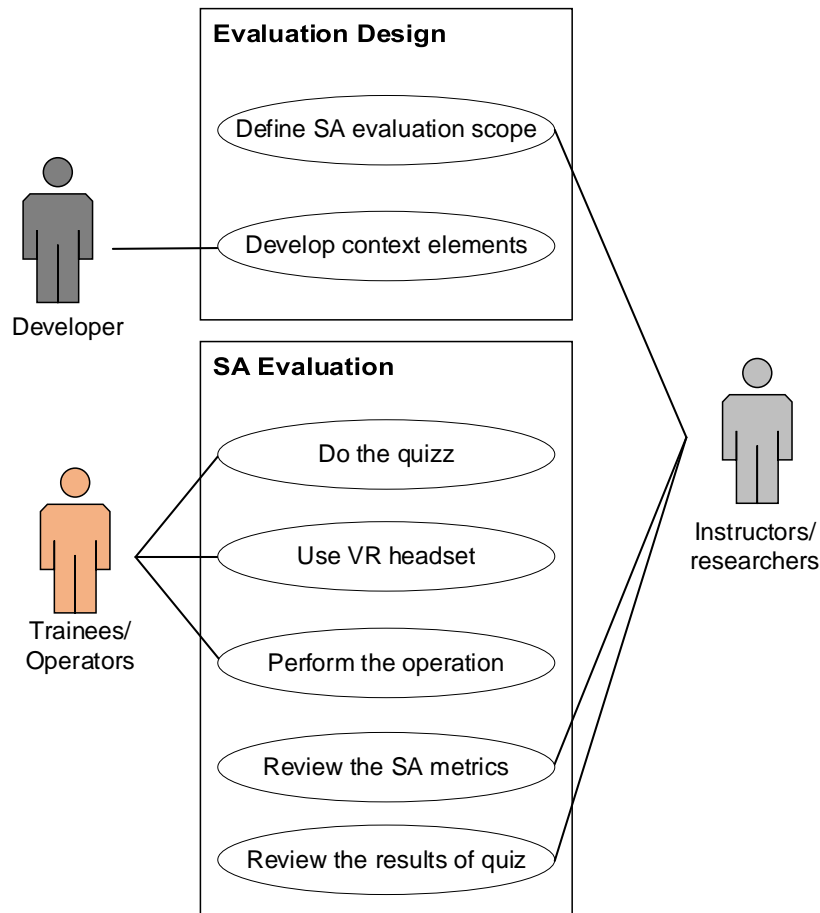 Evaluation Design
Define SA evaluation scope
Develop context elements
Developer
SA Evaluation
Do the quizz
Use VR headset
Perform the operation
Review the SA metrics
Review the results of quiz
Trainees/
Operators
Instructors/
researchers